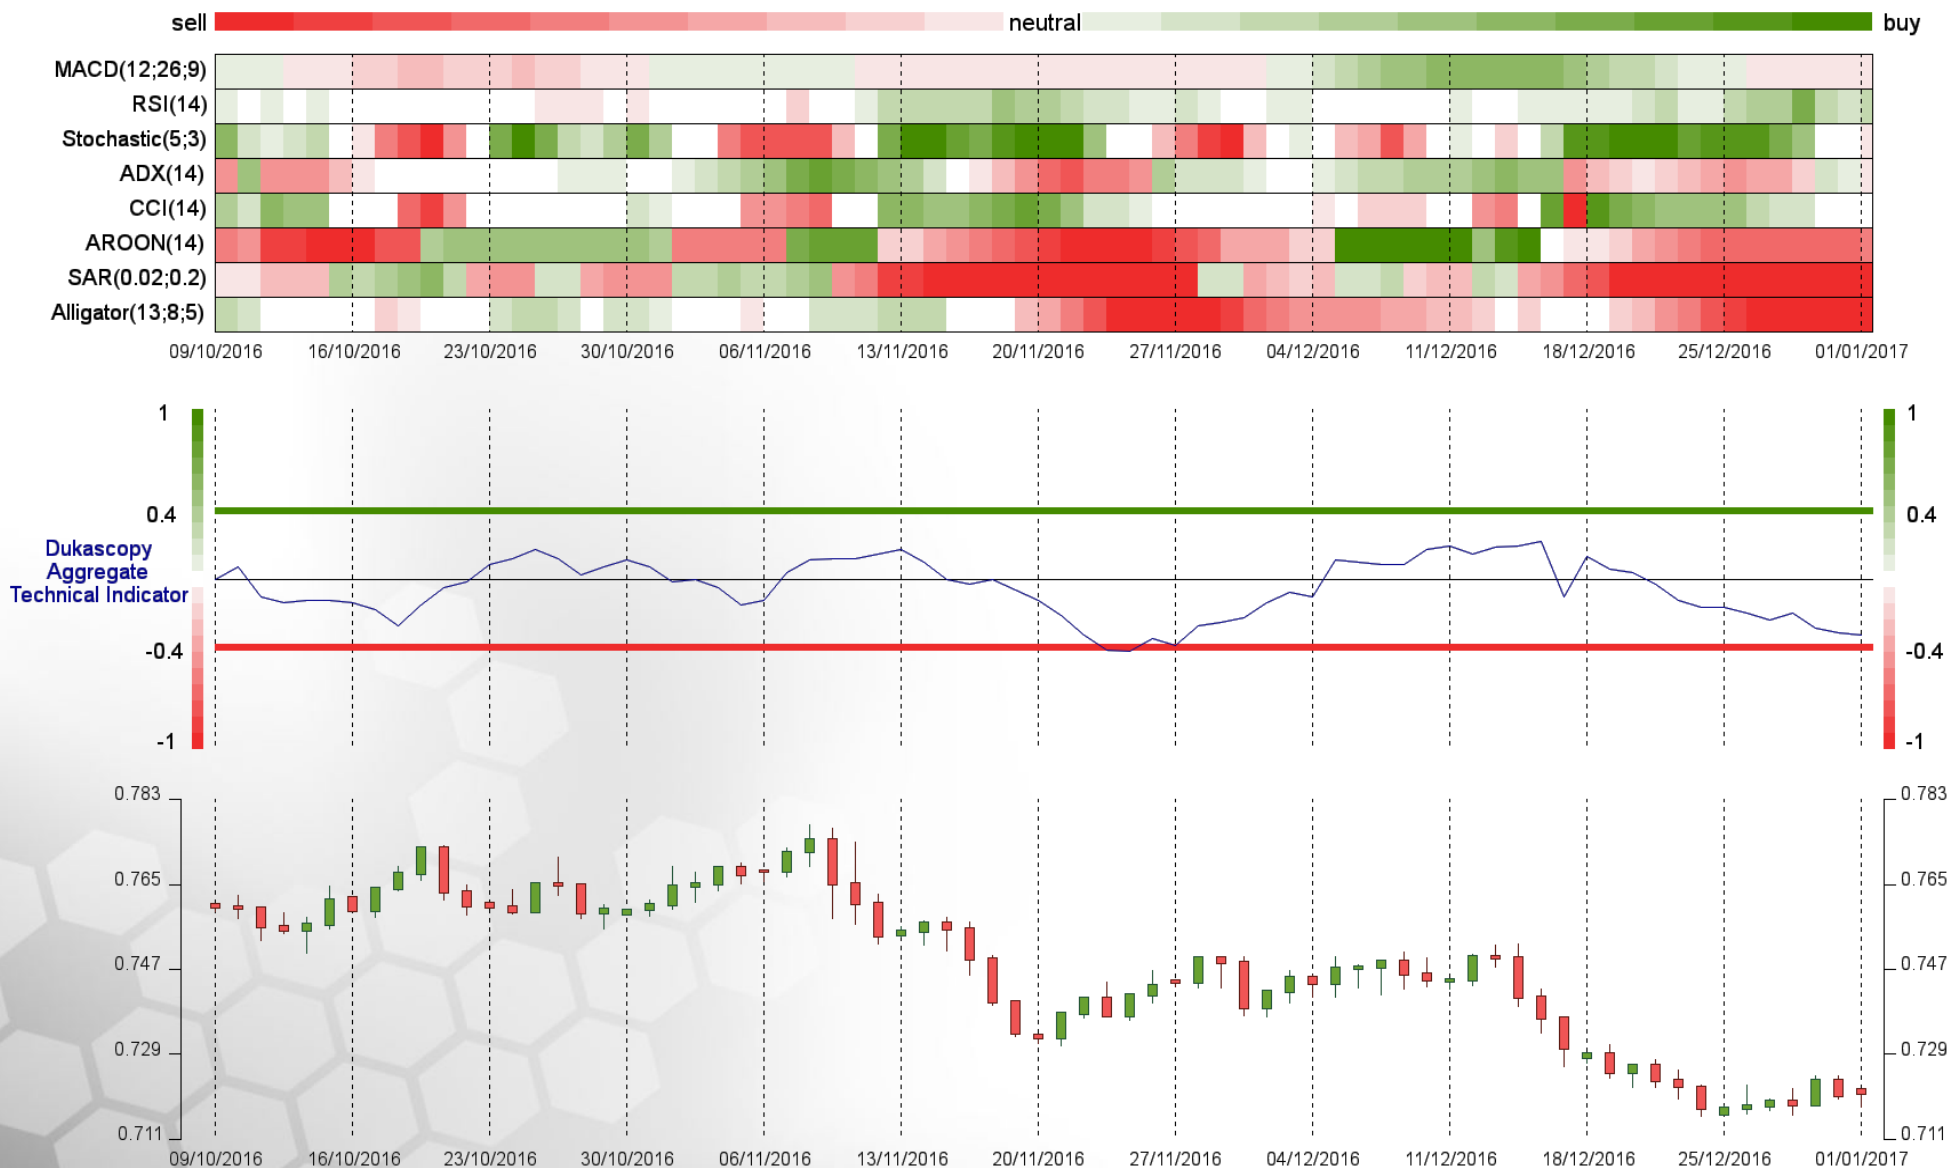 sell neutral buy
MACD(12;26;9)
RSI(14)
Stochastic(5;3)
ADX(14)
CCI(14)
AROON(14)
SAR(0.02;0.2)
Alligator(13;8;5)
09/10/2016 16/10/2016 23/10/2016 30/10/2016 06/11/2016 13/11/2016 20/11/2016 27/11/2016 04/12/2016 11/12/2016 18/12/2016 25/12/2016 01/01/2017
1 1
0.4 0.4
Dukascopy
Aggregate
Technical Indicator
-0.4 -0.4
-1 -1
0.783 0.783
0.765 0.765
0.747 0.747
0.729 0.729
0.711 0.711
09/10/2016 16/10/2016 23/10/2016 30/10/2016 06/11/2016 13/11/2016 20/11/2016 27/11/2016 04/12/2016 11/12/2016 18/12/2016 25/12/2016 01/01/2017